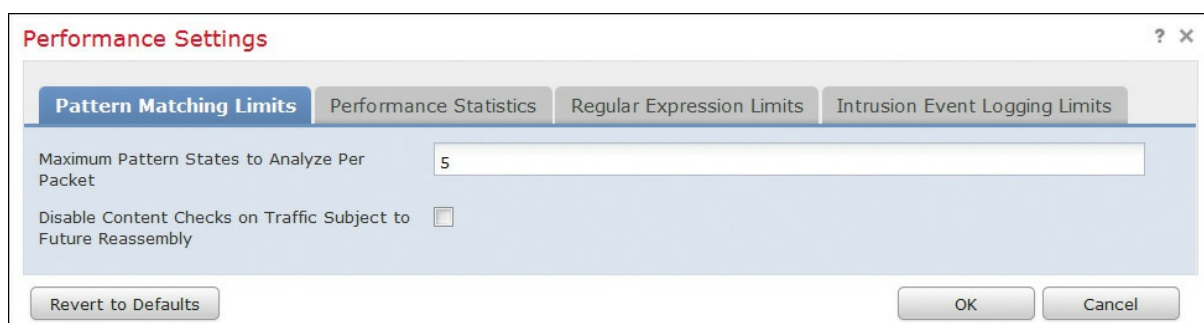 Performance Settings
? ×
Pattern Matching Limits
Performance Statistics
Regular Expression Limits
Intrusion Event Logging Limits
Maximum Pattern States to Analyze Per
Packet
5
Disable Content Checks on Traffic Subject to
Future Reassembly
Revert to Defaults
OK
Cancel